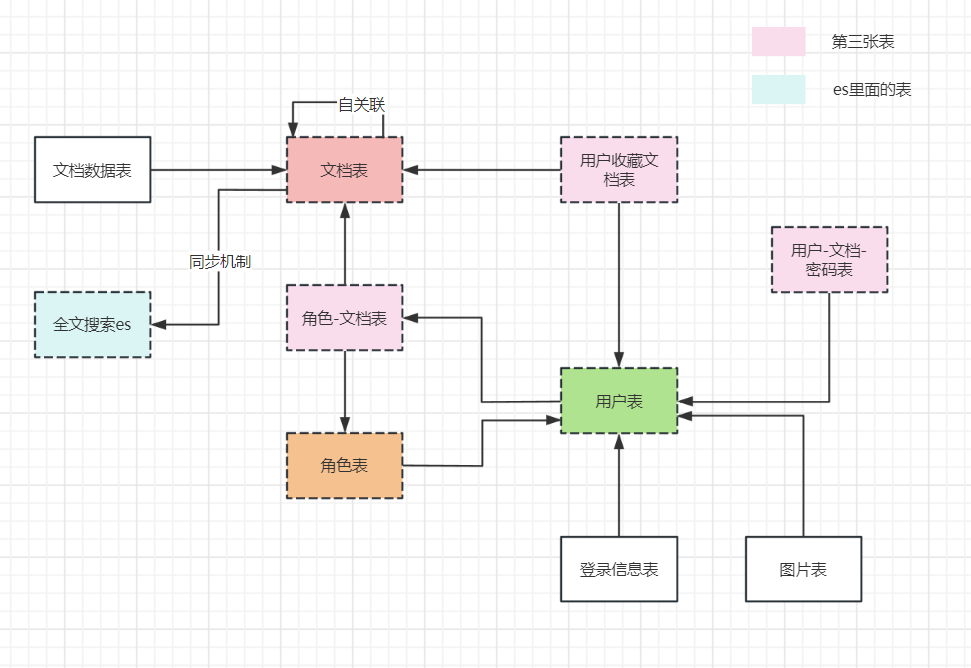 第三张表
es里面的表
自关联
文档数据表
文档表
用户收藏文
档表
用户-文档-
密码表
同步机制
全文搜索es
角色-文档表
用户表
角色表
登录信息表
图片表